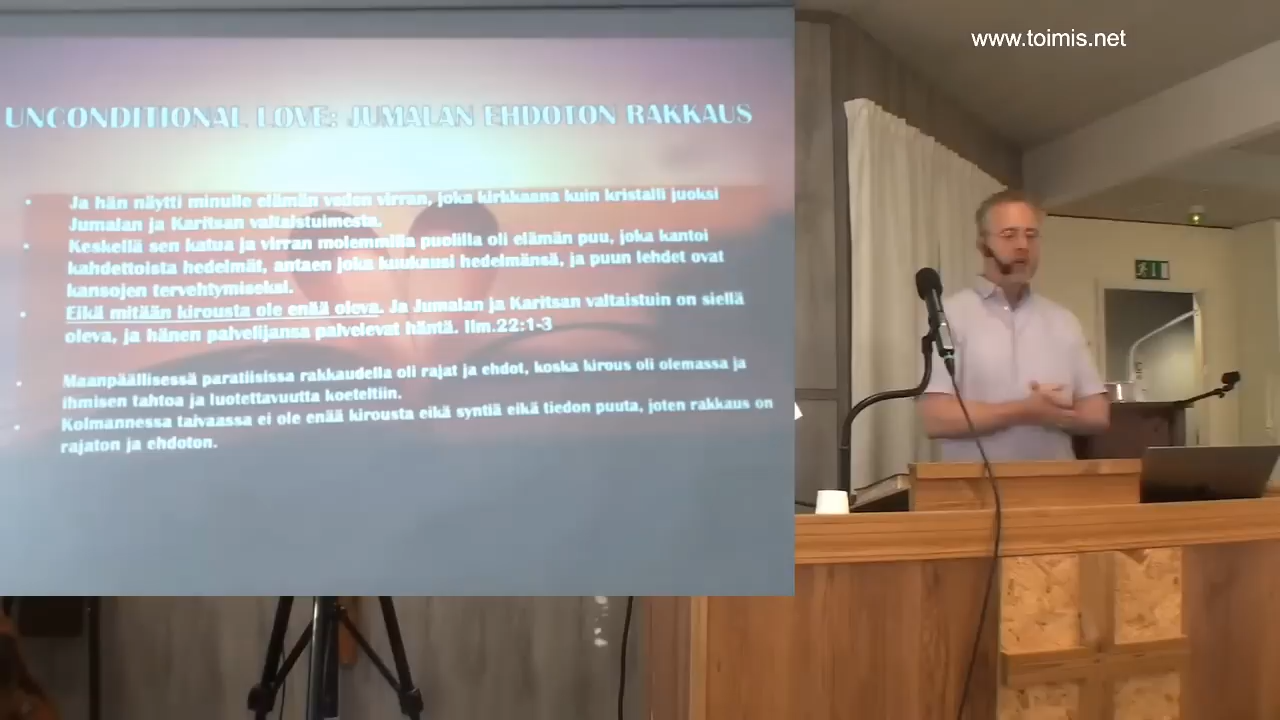 www.toimis.net
UNCONDITIONAL LOVE: JUMALAN EHDOTON RAKKAUS
Ja hän näytti minulle elämän veden virran, joka kirkkaana kuin kristalli juoksi
Jumalan ja Karitsan valtaistuimesta.
Keskellä sen katua ja virran molemmilla puolilla oli elämän puu, joka kantoi
kahdettoista hedelmät, antaen joka kuukausi hedelmänsä, ja puun lehdet ovat
kansojen tervehtymiseksi.
Eikä mitään kirousta ole enää oleva. Ja Jumalan ja Karitsan valtaistuin on siellä
oleva, ja hänen palvelijansa palvelevat häntä. Ilm.22:1-3
Maanpäällisessä paratiisissa rakkaudella oli rajat ja ehdot, koska kirous oli olemassa ja
ihmisen tahtoa ja luotettavuutta koeteltiin.
Kolmannessa taivaassa ei ole enää kirousta eikä syntiä eikä tiedon puuta, joten rakkaus on
rajaton ja ehdoton.